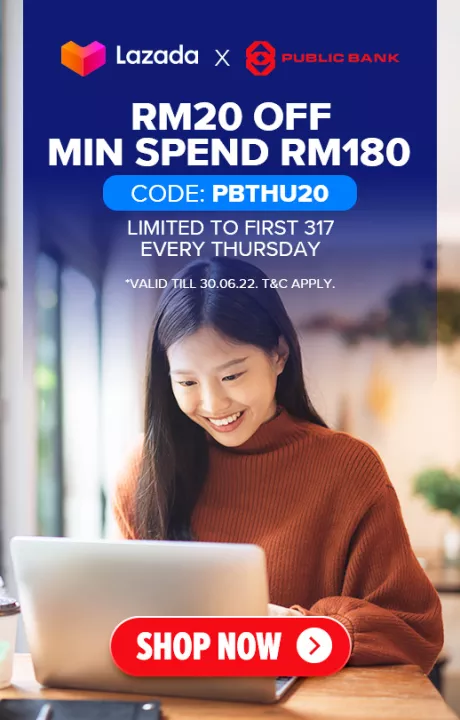 Lazada X PUBLIC BANK
RM20 OFF
MIN SPEND RM180
CODE: PBTHU20
LIMITED TO FIRST 317
EVERY THURSDAY
*VALID TILL 30.06.22. T&C APPLY.
SHOP NOW